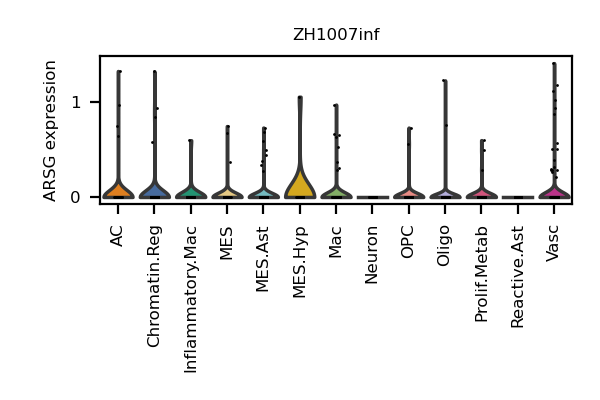 ZH1007inf
ARSG expression
1
0
AC
Chromatin.Reg
Inflammatory.Mac
MES
MES.Ast
MES.Hyp
Mac
Neuron
OPC
Oligo
Prolif.Metab
Reactive.Ast
Vasc